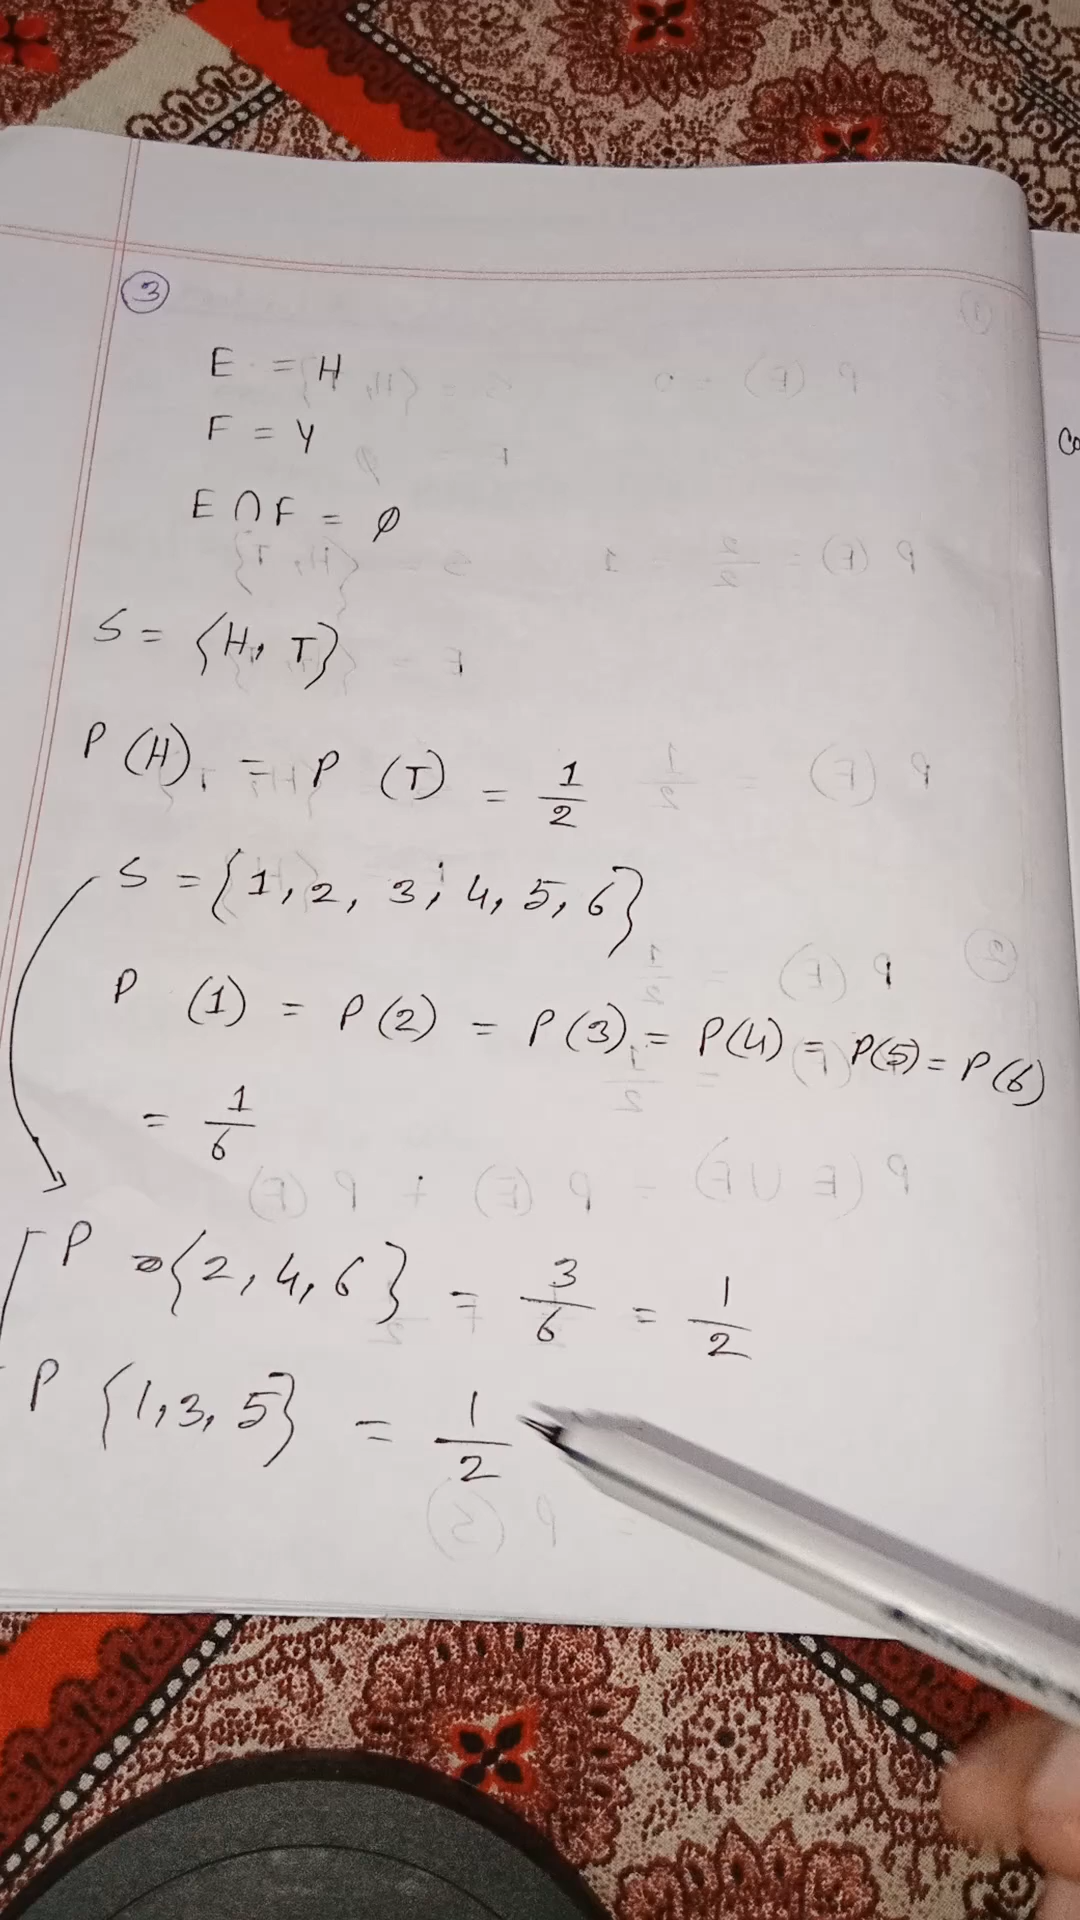 3
E = H
F = Y
E ∩ F = ø
S = {H, T}
P (H) = P (T) = 1/2
S = {1, 2, 3, 4, 5, 6}
P (1) = P(2) = P(3) = P(4) = P(5) = P(6)
= 1/6
P {2, 4, 6} = 3/6 = 1/2
P {1, 3, 5} = 1/2
Co